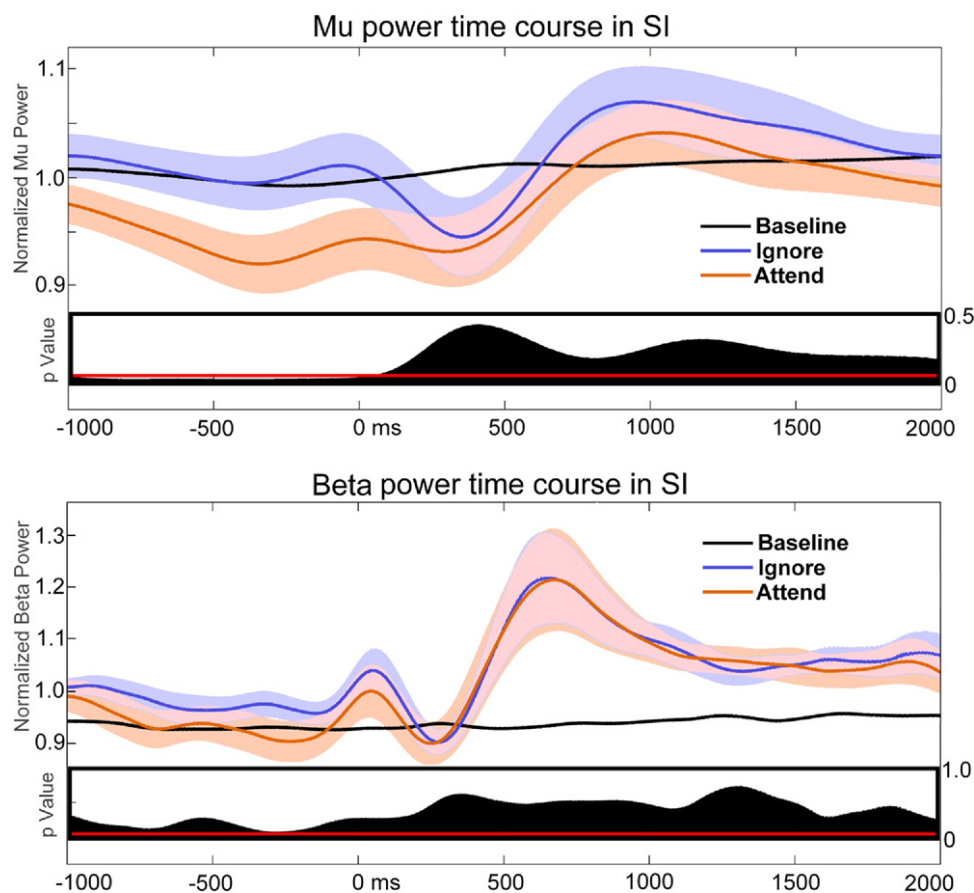 Mu power time course in SI
Normalized Mu Power
1.1
1.0
0.9
Baseline
Ignore
Attend
p Value
0.5
0
-1000 -500 0 ms 500 1000 1500 2000
Beta power time course in SI
Normalized Beta Power
1.3
1.2
1.1
1.0
0.9
Baseline
Ignore
Attend
p Value
1.0
0
-1000 -500 0 ms 500 1000 1500 2000